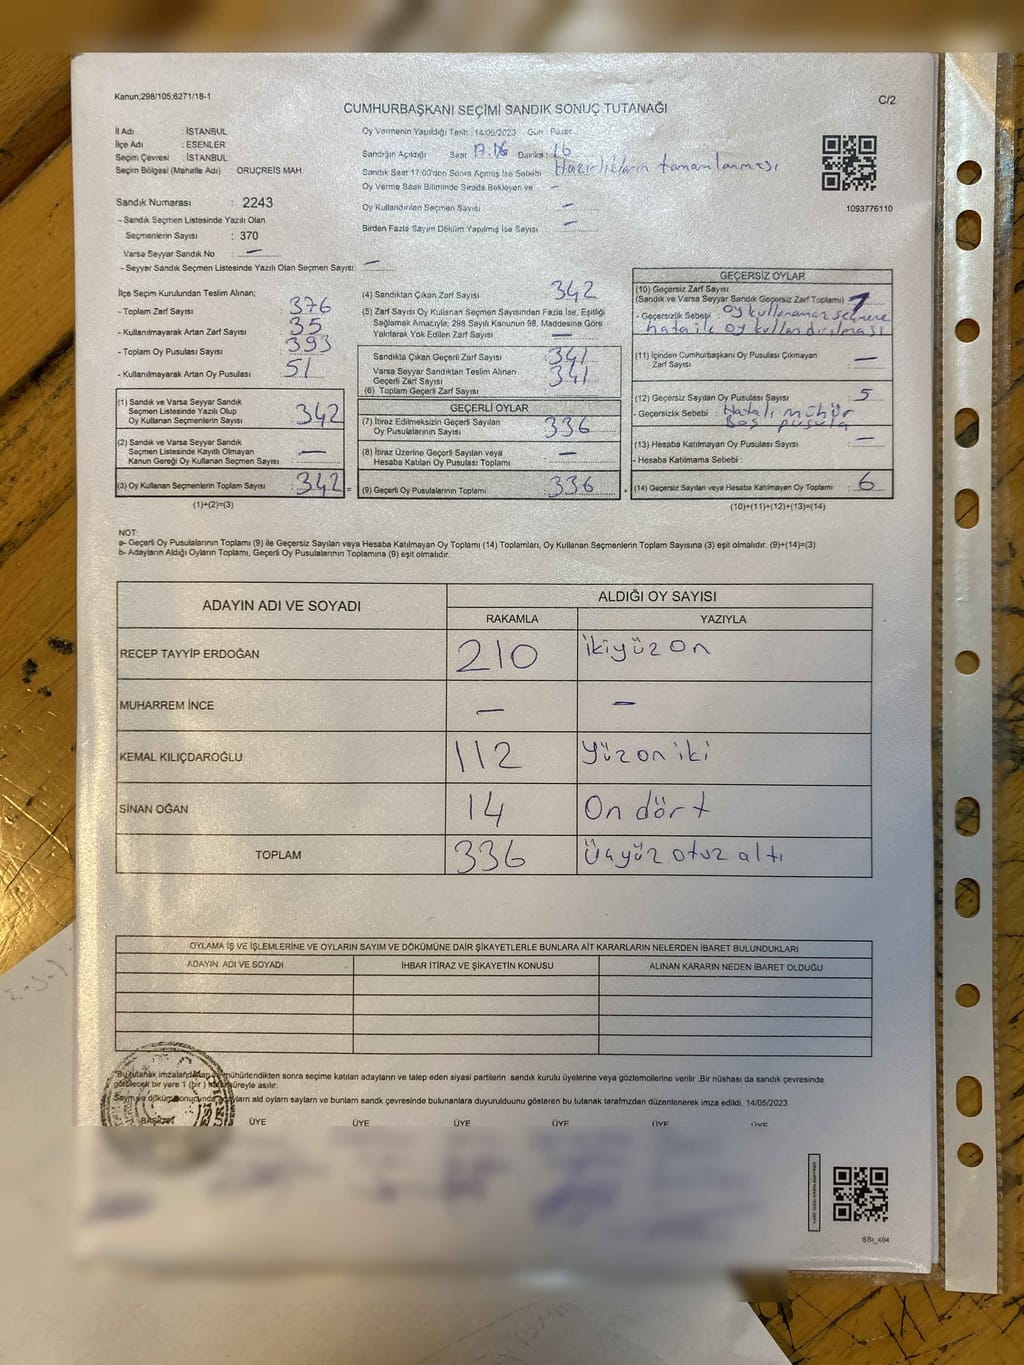 Kanun;298/105;6271/18-1
C/2
CUMHURBAŞKANI SEÇİMİ SANDIK SONUÇ TUTANAĞI
İl Adı : İSTANBUL
İlçe Adı : ESENLER
Seçim Çevresi : İSTANBUL
Seçim Bölgesi (Mahalle Adı) : ORUÇREİS MAH.
Sandık Numarası : 2243
- Sandık Seçmen Listesinde Yazılı Olan
Seçmenlerin Sayısı : 370
Varsa Seyyar Sandık No : —
- Seyyar Sandık Seçmen Listesinde Yazılı Olan Seçmen Sayısı: —
Oy Vermenin Yapıldığı Tarih : 14/05/2023 Gün : Pazar
Sandığın Açıldığı Saat 17:16 Dakika : 16
Sandık Saat 17:00'den Sonra Açılmış İse Sebebi : Hazırlıkların tamamlanması
Oy Verme Saati Bitiminde Sırada Bekleyen ve —
Oy Kullandırılan Seçmen Sayısı : —
Birden Fazla Sayım Döküm Yapılmış İse Sayısı : —
1093776110
İlçe Seçim Kurulundan Teslim Alınan;
- Toplam Zarf Sayısı : 376
- Kullanılmayarak Artan Zarf Sayısı : 35
- Toplam Oy Pusulası Sayısı : 393
- Kullanılmayarak Artan Oy Pusulası : 51
(1) Sandık ve Varsa Seyyar Sandık
Seçmen Listesinde Yazılı Olup
Oy Kullanan Seçmenlerin Sayısı : 342
(2) Sandık ve Varsa Seyyar Sandık
Seçmen Listesinde Kayıtlı Olmayan
Kanun Gereği Oy Kullanan Seçmen Sayısı : —
(3) Oy Kullanan Seçmenlerin Toplam Sayısı : 342 =
(1)+(2)=(3)
(4) Sandıktan Çıkan Zarf Sayısı : 342
(5) Zarf Sayısı Oy Kullanan Seçmen Sayısından Fazla İse, Eşitliği
Sağlamak Amacıyla; 298 Sayılı Kanunun 98. Maddesine Göre
Yakılarak Yok Edilen Zarf Sayısı : —
Sandıkta Çıkan Geçerli Zarf Sayısı : 341
Varsa Seyyar Sandıktan Teslim Alınan
Geçerli Zarf Sayısı : 341
(6) Toplam Geçerli Zarf Sayısı
GEÇERLİ OYLAR
(7) İtiraz Edilmeksizin Geçerli Sayılan
Oy Pusulalarının Sayısı : 336
(8) İtiraz Üzerine Geçerli Sayılan veya
Hesaba Katılan Oy Pusulası Toplamı : —
(9) Geçerli Oy Pusulalarının Toplamı : 336 +
GEÇERSİZ OYLAR
(10) Geçersiz Zarf Sayısı
(Sandık ve Varsa Seyyar Sandık Geçersiz Zarf Toplamı) : 1
- Geçersizlik Sebebi : Oy kullanamaz seçmene
hata ile oy kullandırılması
(11) İçinden Cumhurbaşkanı Oy Pusulası Çıkmayan
Zarf Sayısı : —
(12) Geçersiz Sayılan Oy Pusulası Sayısı : 5
- Geçersizlik Sebebi : Hatalı mühür
Boş pusula
(13) Hesaba Katılmayan Oy Pusulası Sayısı : —
- Hesaba Katılmama Sebebi :
(14) Geçersiz Sayılan veya Hesaba Katılmayan Oy Toplamı : 6
(10)+(11)+(12)+(13)=(14)
NOT:
a- Geçerli Oy Pusulalarının Toplamı (9) ile Geçersiz Sayılan veya Hesaba Katılmayan Oy Toplamı (14) Toplamları, Oy Kullanan Seçmenlerin Toplam Sayısına (3) eşit olmalıdır. (9)+(14)=(3)
b- Adayların Aldığı Oyların Toplamı, Geçerli Oy Pusulalarının Toplamına (9) eşit olmalıdır.
ADAYIN ADI VE SOYADI
ALDIĞI OY SAYISI
RAKAMLA YAZIYLA
RECEP TAYYİP ERDOĞAN 210 ikiyüz on
MUHARREM İNCE — —
KEMAL KILIÇDAROĞLU 112 Yüz on iki
SİNAN OĞAN 14 On dört
TOPLAM 336 Üçyüz otuz altı
OYLAMA İŞ VE İŞLEMLERİNE VE OYLARIN SAYIM VE DÖKÜMÜNE DAİR ŞİKAYETLERLE BUNLARA AİT KARARLARIN NELERDEN İBARET BULUNDUKLARI
ADAYIN ADI VE SOYADI İHBAR İTİRAZ VE ŞİKAYETİN KONUSU ALINAN KARARIN NEDEN İBARET OLDUĞU
"Bu tutanak imzalandıktan ve mühürlendikten sonra seçime katılan adayların ve talep eden siyasi partilerin sandık kurulu üyelerine veya gözlemcilerine verilir .Bir nüshası da sandık çevresinde
görülecek bir yere 1 (bir ) hafta süreyle asılır.
Sayım ve döküm sonucunda adayların aldı oyların sayıları ve bunların sandık çevresinde bulunanlara duyurulduunu gösteren bu tutanak tarafımızdan düzenlenerek imza edildi. 14/05/2023
BAŞKAN ÜYE ÜYE ÜYE ÜYE ÜYE ÜYE
SSt_404